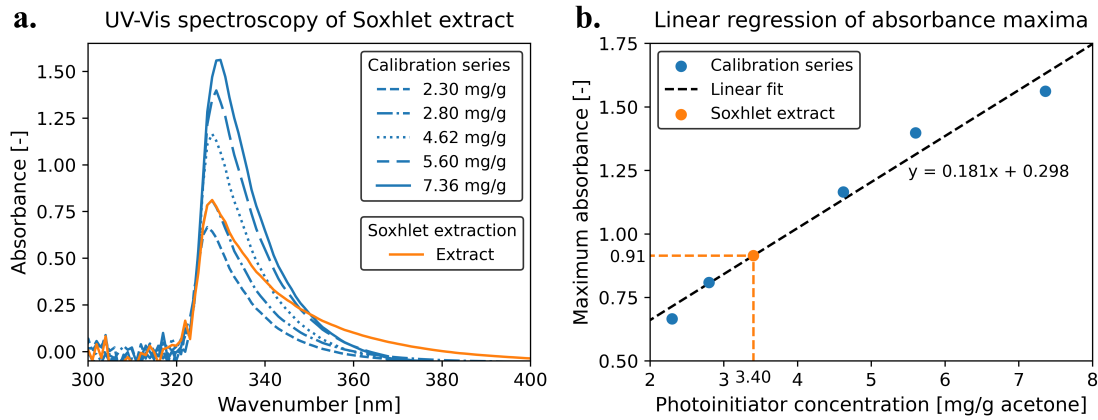 a.
UV-Vis spectroscopy of Soxhlet extract
Absorbance [-]
1.50
1.25
1.00
0.75
0.50
0.25
0.00
300
320
340
360
380
400
Wavenumber [nm]
Calibration series
2.30 mg/g
2.80 mg/g
4.62 mg/g
5.60 mg/g
7.36 mg/g
Soxhlet extraction
Extract
b.
Linear regression of absorbance maxima
Maximum absorbance [-]
1.75
1.50
1.25
1.00
0.91
0.75
0.50
2
3
3.40
4
5
6
7
8
Photoinitiator concentration [mg/g acetone]
Calibration series
Linear fit
Soxhlet extract
y = 0.181x + 0.298